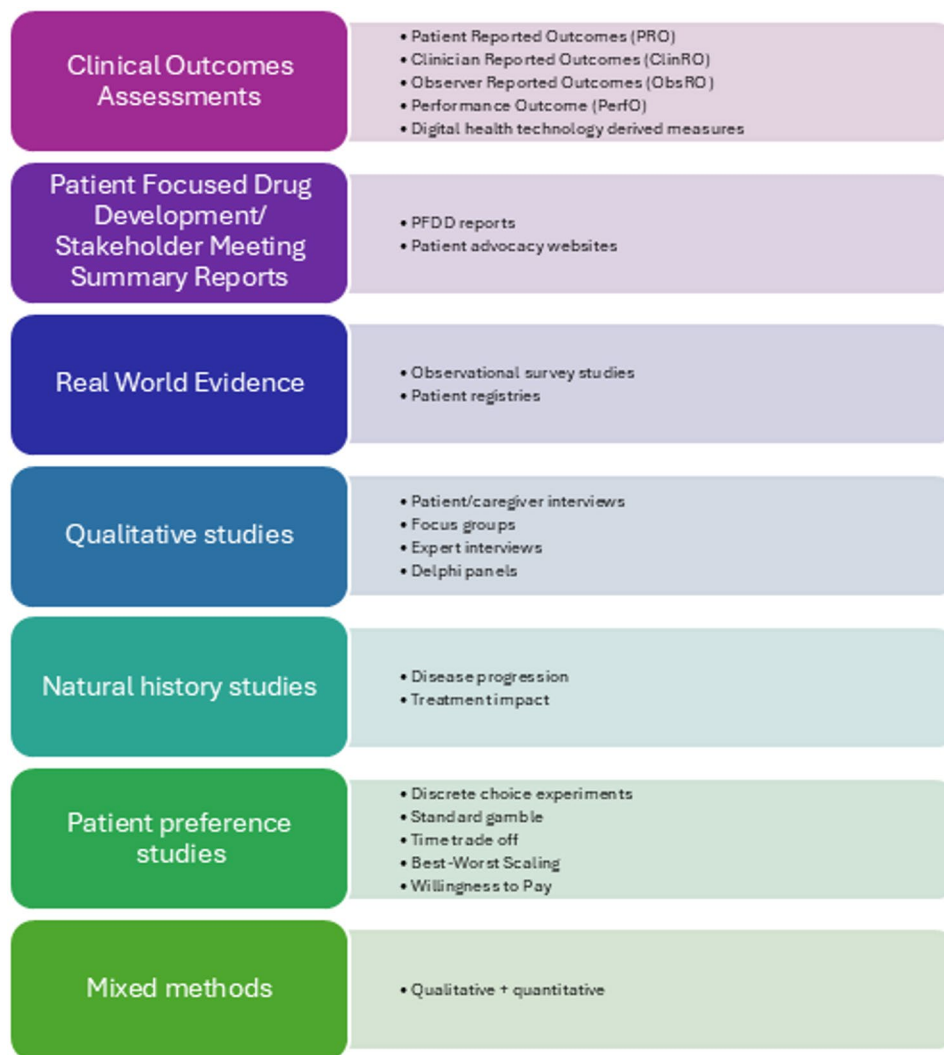 Clinical Outcomes
Assessments
• Patient Reported Outcomes (PRO)
• Clinician Reported Outcomes (ClinRO)
• Observer Reported Outcomes (ObsRO)
• Performance Outcome (PerfO)
• Digital health technology derived measures
Patient Focused Drug
Development/
Stakeholder Meeting
Summary Reports
• PFDD reports
• Patient advocacy websites
Real World Evidence
• Observational survey studies
• Patient registries
Qualitative studies
• Patient/caregiver interviews
• Focus groups
• Expert interviews
• Delphi panels
Natural history studies
• Disease progression
• Treatment impact
Patient preference
studies
• Discrete choice experiments
• Standard gamble
• Time trade off
• Best-Worst Scaling
• Willingness to Pay
Mixed methods
• Qualitative + quantitative